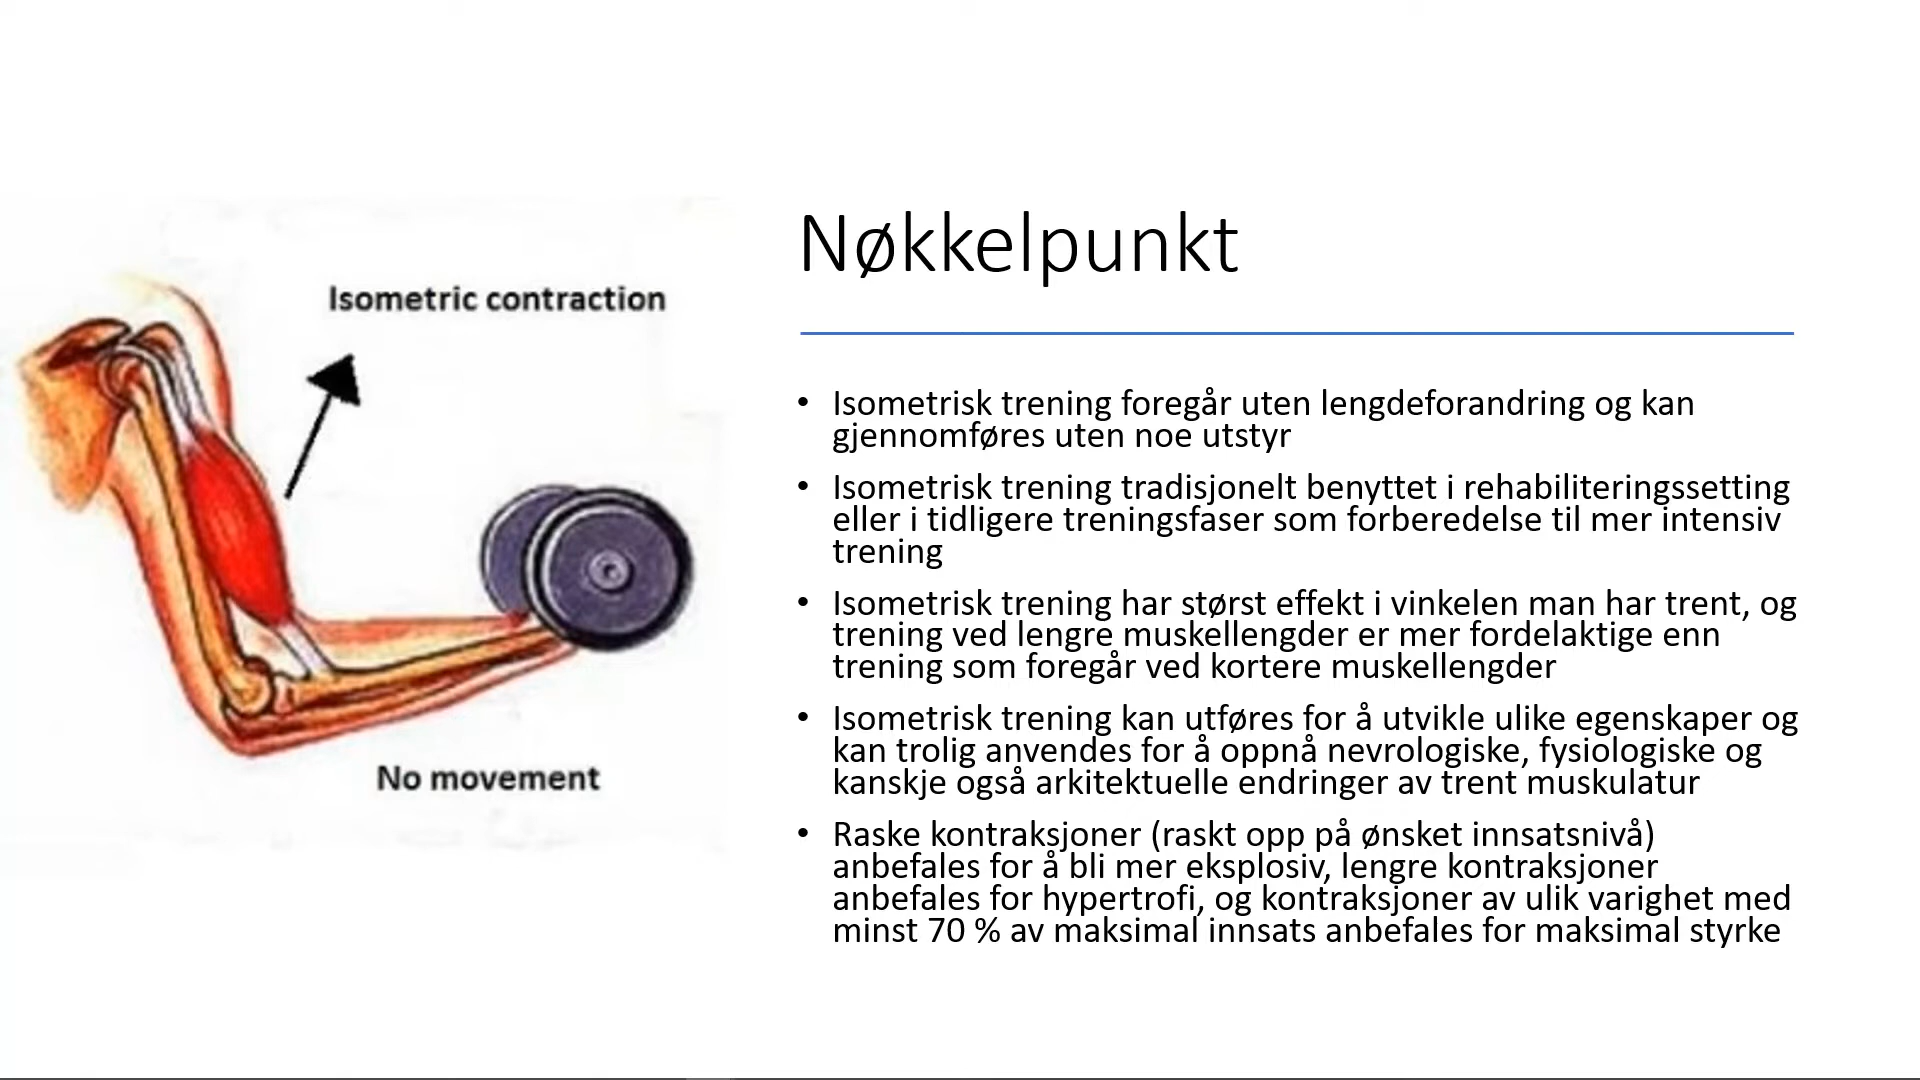 Isometric contraction
No movement
Nøkkelpunkt
• Isometrisk trening foregår uten lengdeforandring og kan
gjennomføres uten noe utstyr
• Isometrisk trening tradisjonelt benyttet i rehabiliteringssetting
eller i tidligere treningsfaser som forberedelse til mer intensiv
trening
• Isometrisk trening har størst effekt i vinkelen man har trent, og
trening ved lengre muskellengder er mer fordelaktige enn
trening som foregår ved kortere muskellengder
• Isometrisk trening kan utføres for å utvikle ulike egenskaper og
kan trolig anvendes for å oppnå nevrologiske, fysiologiske og
kanskje også arkitektuelle endringer av trent muskulatur
• Raske kontraksjoner (raskt opp på ønsket innsatsnivå)
anbefales for å bli mer eksplosiv, lengre kontraksjoner
anbefales for hypertrofi, og kontraksjoner av ulik varighet med
minst 70 % av maksimal innsats anbefales for maksimal styrke